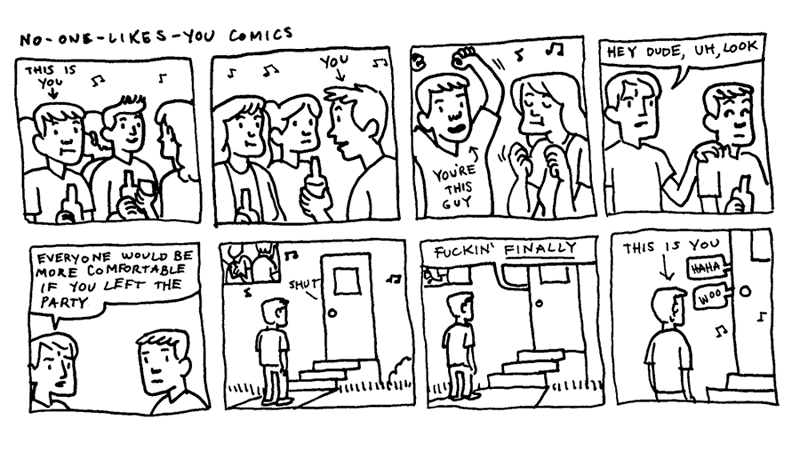 NO-ONE-LIKES-YOU COMICS
THIS IS
YOU
YOU
YOU'RE
THIS
GUY
HEY DUDE, UH, LOOK
EVERYONE WOULD BE
MORE COMFORTABLE
IF YOU LEFT THE
PARTY
SHUT
FUCKIN' FINALLY
THIS IS YOU
HAHA
WOO